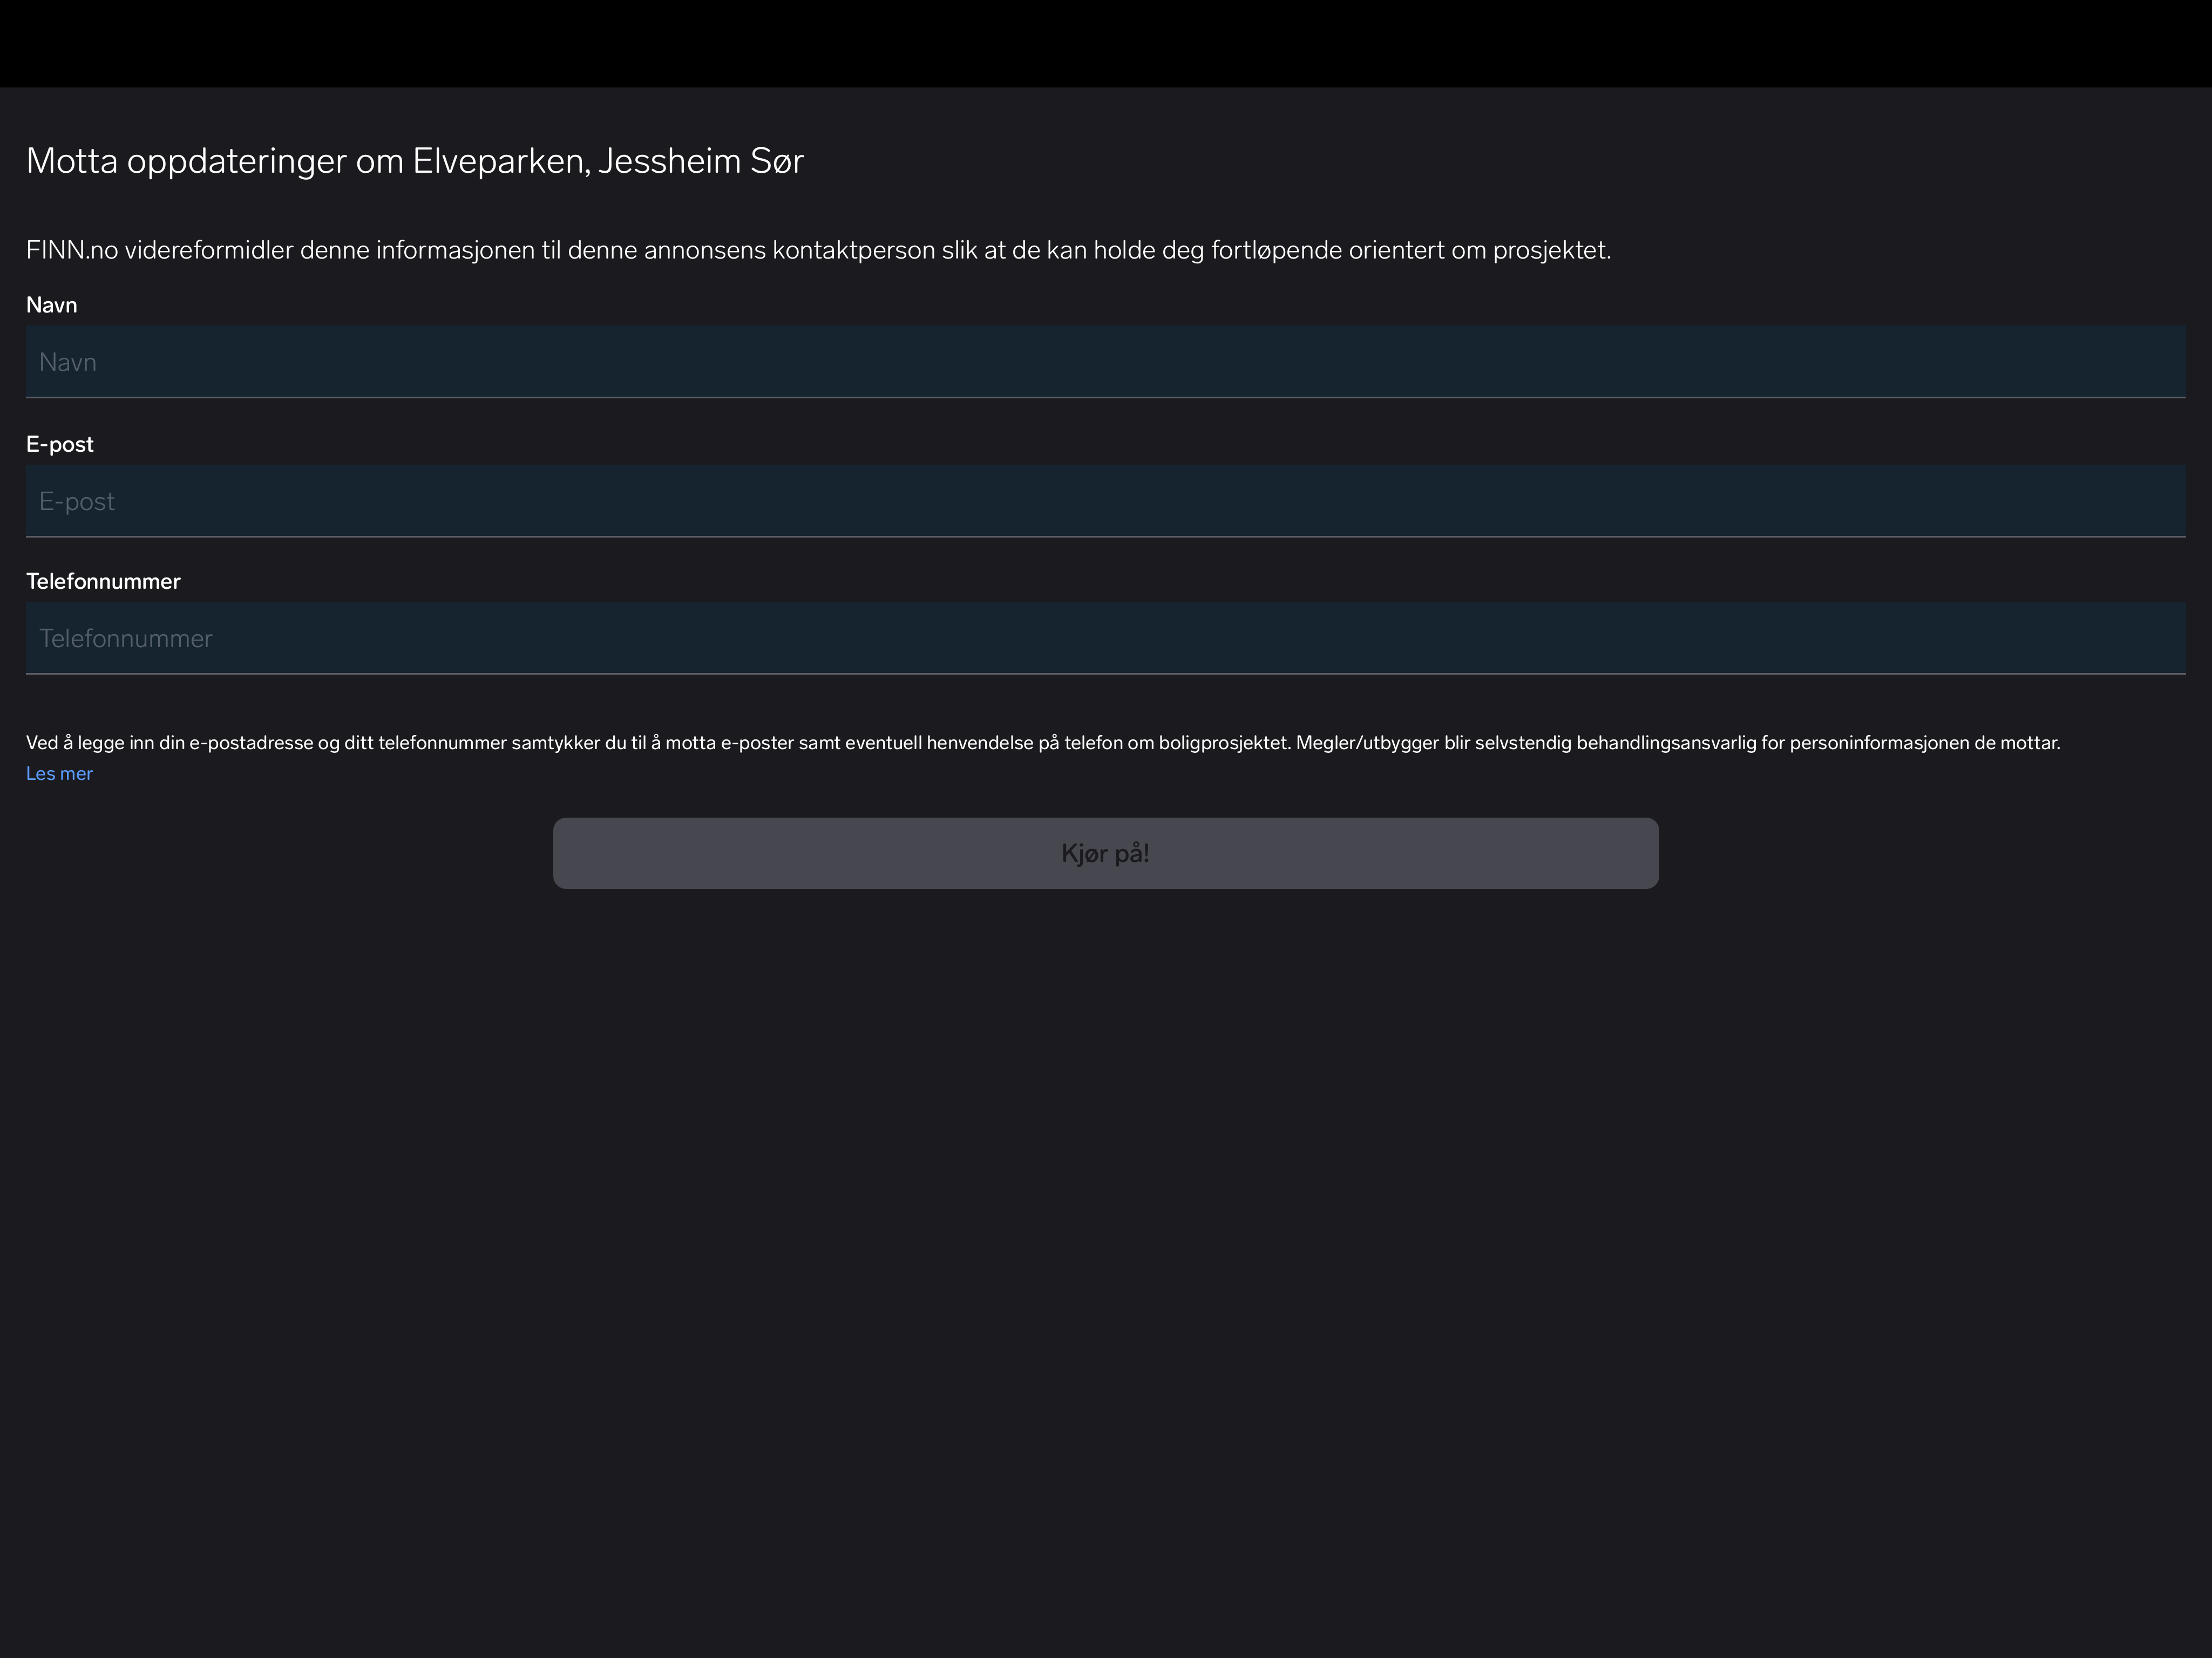 Motta oppdateringer om Elveparken, Jessheim Sør
FINN.no videreformidler denne informasjonen til denne annonsens kontaktperson slik at de kan holde deg fortløpende orientert om prosjektet.
Navn
Navn
E-post
E-post
Telefonnummer
Telefonnummer
Ved å legge inn din e-postadresse og ditt telefonnummer samtykker du til å motta e-poster samt eventuell henvendelse på telefon om boligprosjektet. Megler/utbygger blir selvstendig behandlingsansvarlig for personinformasjonen de mottar.
Les mer
Kjør på!